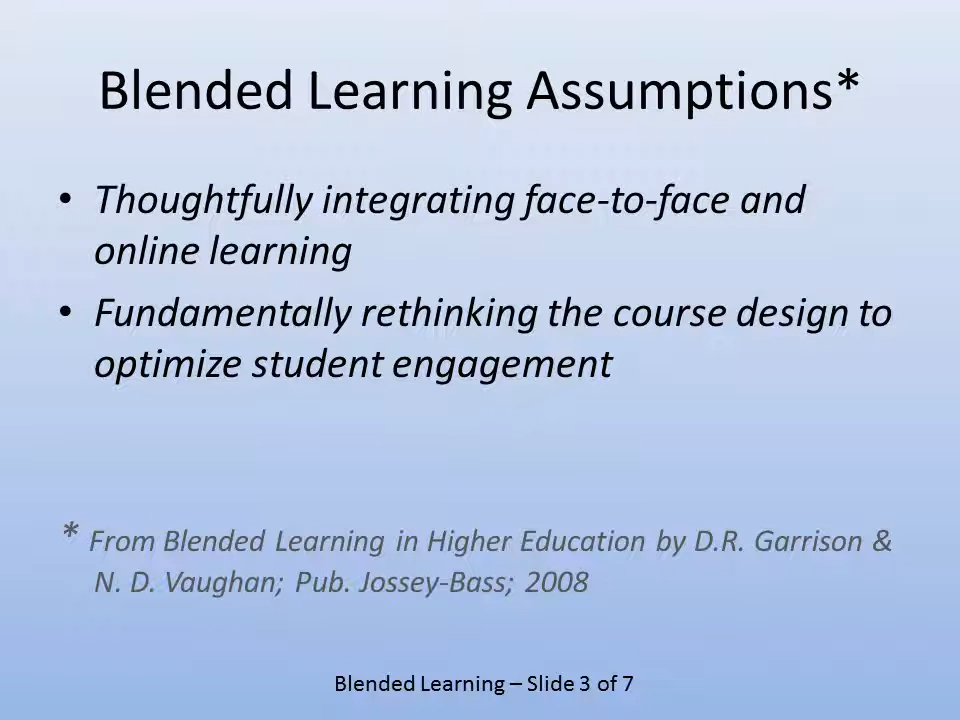 Blended Learning Assumptions*
• Thoughtfully integrating face-to-face and
online learning
• Fundamentally rethinking the course design to
optimize student engagement
* From Blended Learning in Higher Education by D.R. Garrison &
N. D. Vaughan; Pub. Jossey-Bass; 2008
Blended Learning – Slide 3 of 7